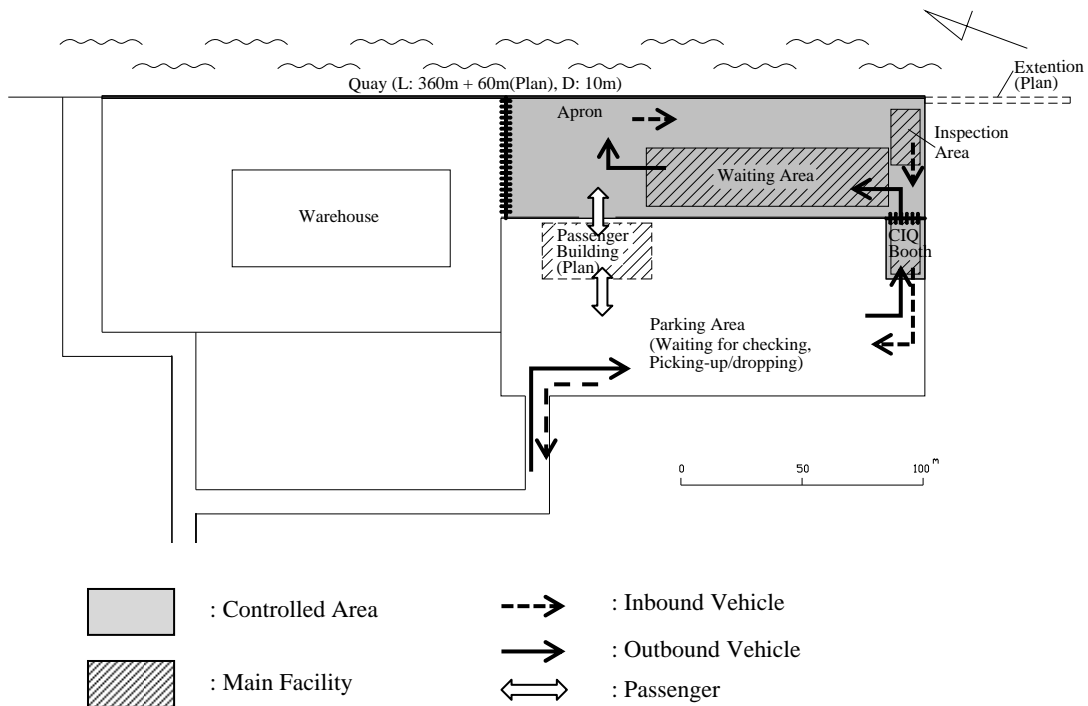 Quay (L: 360m + 60m(Plan), D: 10m)
Extention
(Plan)
Apron
Inspection
Area
Waiting Area
Warehouse
Passenger
Building
(Plan)
CIQ
Booth
Parking Area
(Waiting for checking,
Picking-up/dropping)
0 50 100 m
: Controlled Area
: Inbound Vehicle
: Outbound Vehicle
: Main Facility
: Passenger